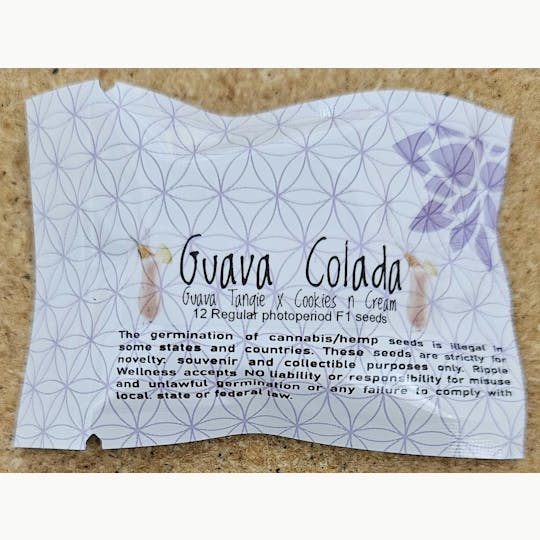 Guava Colada
Guava Tangie x Cookies n Cream
12 Regular photoperiod F1 seeds
The germination of cannabis/hemp seeds is illegal in
some states and countries. These seeds are strictly for
novelty, souvenir and collectible purposes only. Ripple
Wellness accepts NO liability or responsibility for misuse
and unlawful germination or any failure to comply with
local, state or federal law.